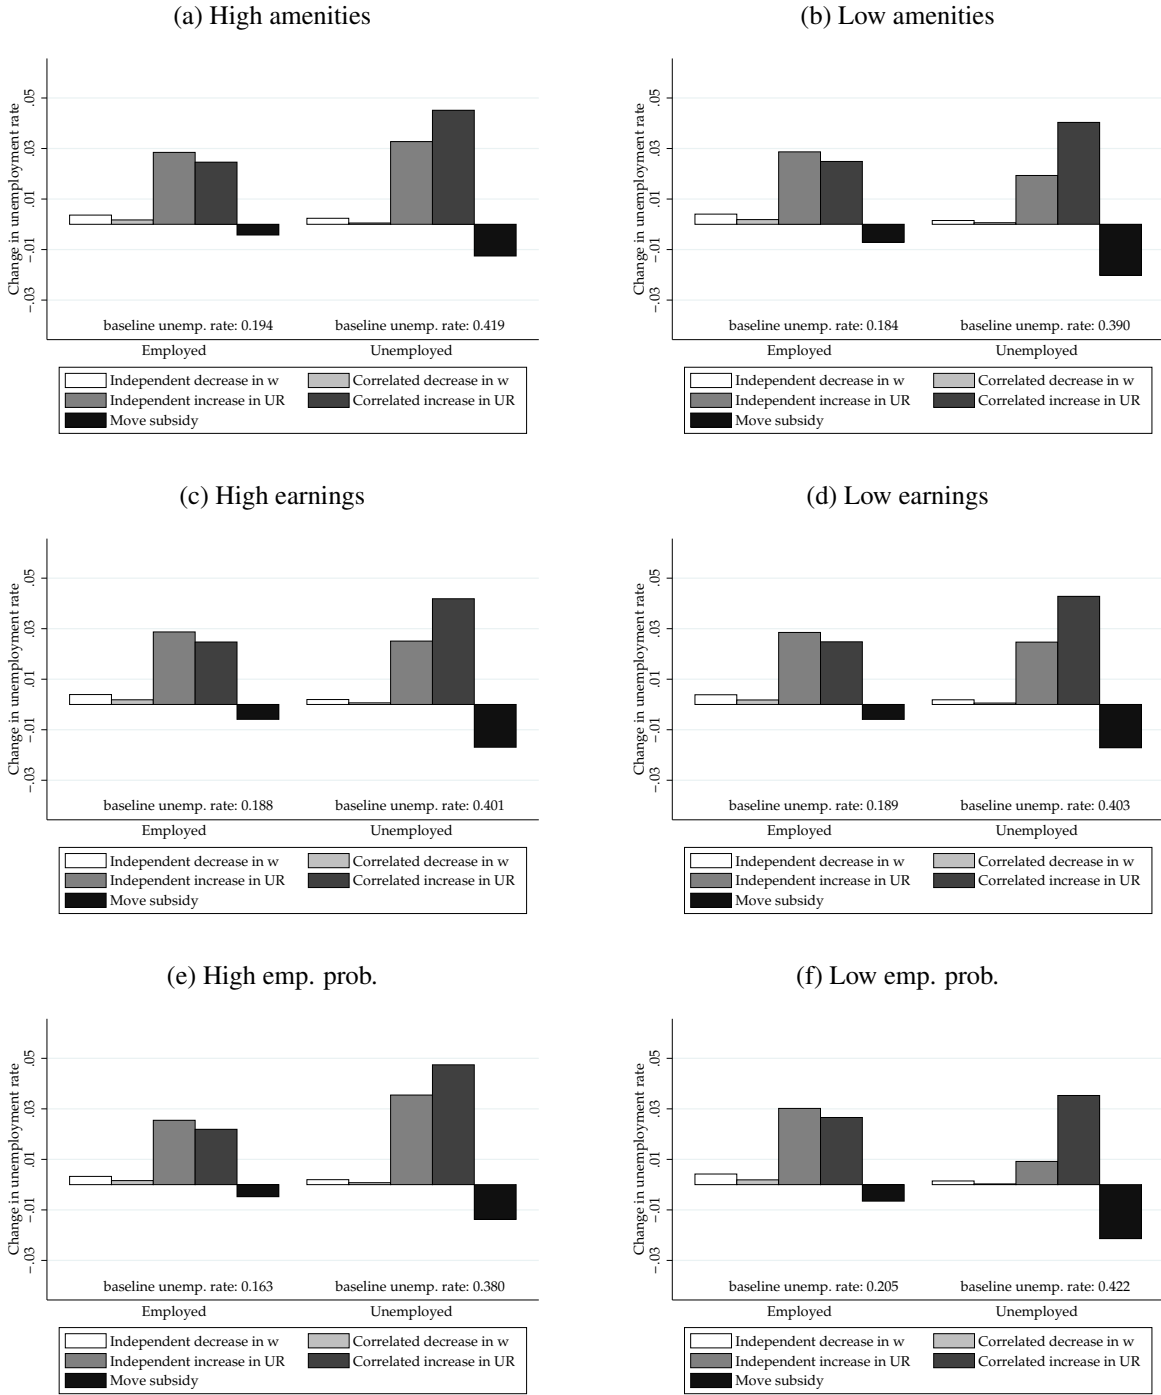 (a) High amenities
Change in unemployment rate
.05
.03
.01
-.01
-.03
baseline unemp. rate: 0.194
baseline unemp. rate: 0.419
Employed
Unemployed
Independent decrease in w
Correlated decrease in w
Independent increase in UR
Correlated increase in UR
Move subsidy
(b) Low amenities
Change in unemployment rate
.05
.03
.01
-.01
-.03
baseline unemp. rate: 0.184
baseline unemp. rate: 0.390
Employed
Unemployed
Independent decrease in w
Correlated decrease in w
Independent increase in UR
Correlated increase in UR
Move subsidy
(c) High earnings
Change in unemployment rate
.05
.03
.01
-.01
-.03
baseline unemp. rate: 0.188
baseline unemp. rate: 0.401
Employed
Unemployed
Independent decrease in w
Correlated decrease in w
Independent increase in UR
Correlated increase in UR
Move subsidy
(d) Low earnings
Change in unemployment rate
.05
.03
.01
-.01
-.03
baseline unemp. rate: 0.189
baseline unemp. rate: 0.403
Employed
Unemployed
Independent decrease in w
Correlated decrease in w
Independent increase in UR
Correlated increase in UR
Move subsidy
(e) High emp. prob.
Change in unemployment rate
.05
.03
.01
-.01
-.03
baseline unemp. rate: 0.163
baseline unemp. rate: 0.380
Employed
Unemployed
Independent decrease in w
Correlated decrease in w
Independent increase in UR
Correlated increase in UR
Move subsidy
(f) Low emp. prob.
Change in unemployment rate
.05
.03
.01
-.01
-.03
baseline unemp. rate: 0.205
baseline unemp. rate: 0.422
Employed
Unemployed
Independent decrease in w
Correlated decrease in w
Independent increase in UR
Correlated increase in UR
Move subsidy